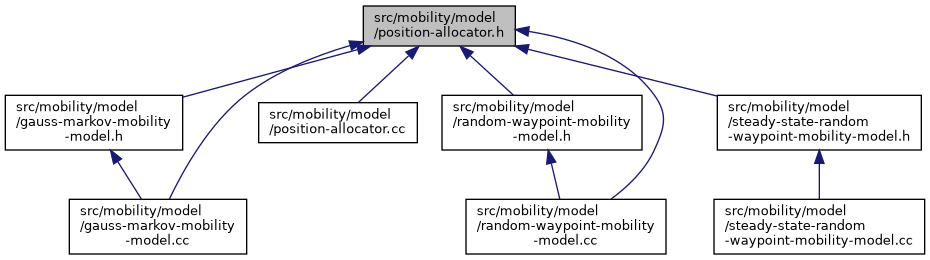 src/mobility/model
/position-allocator.h
src/mobility/model
/gauss-markov-mobility
-model.h
src/mobility/model
/position-allocator.cc
src/mobility/model
/random-waypoint-mobility
-model.h
src/mobility/model
/steady-state-random
-waypoint-mobility-model.h
src/mobility/model
/gauss-markov-mobility
-model.cc
src/mobility/model
/random-waypoint-mobility
-model.cc
src/mobility/model
/steady-state-random
-waypoint-mobility-model.cc